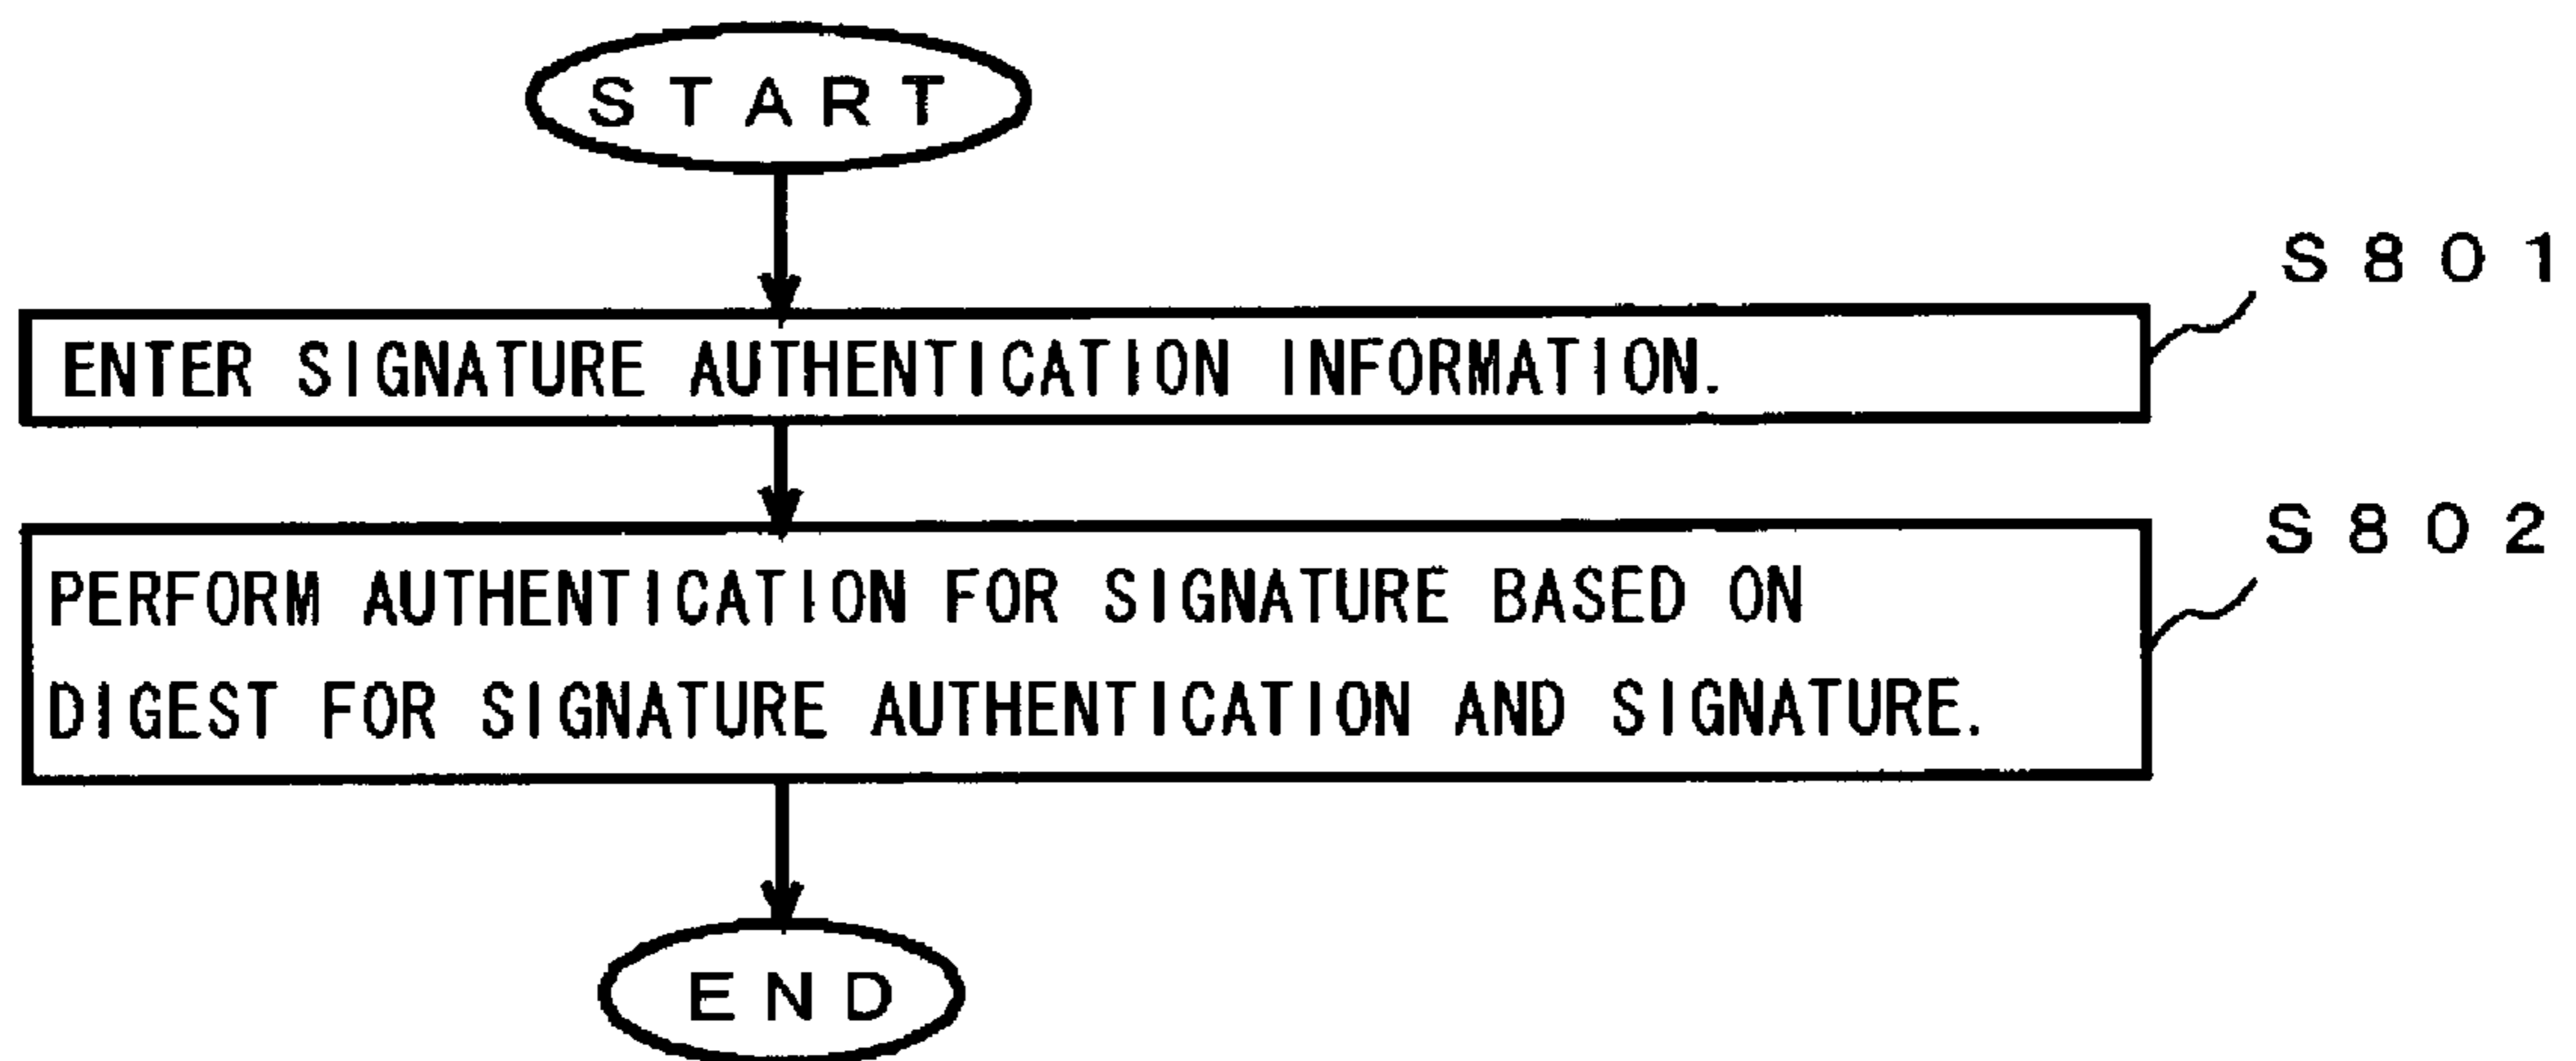 START
S801
ENTER SIGNATURE AUTHENTICATION INFORMATION.
S802
PERFORM AUTHENTICATION FOR SIGNATURE BASED ON
DIGEST FOR SIGNATURE AUTHENTICATION AND SIGNATURE.
END